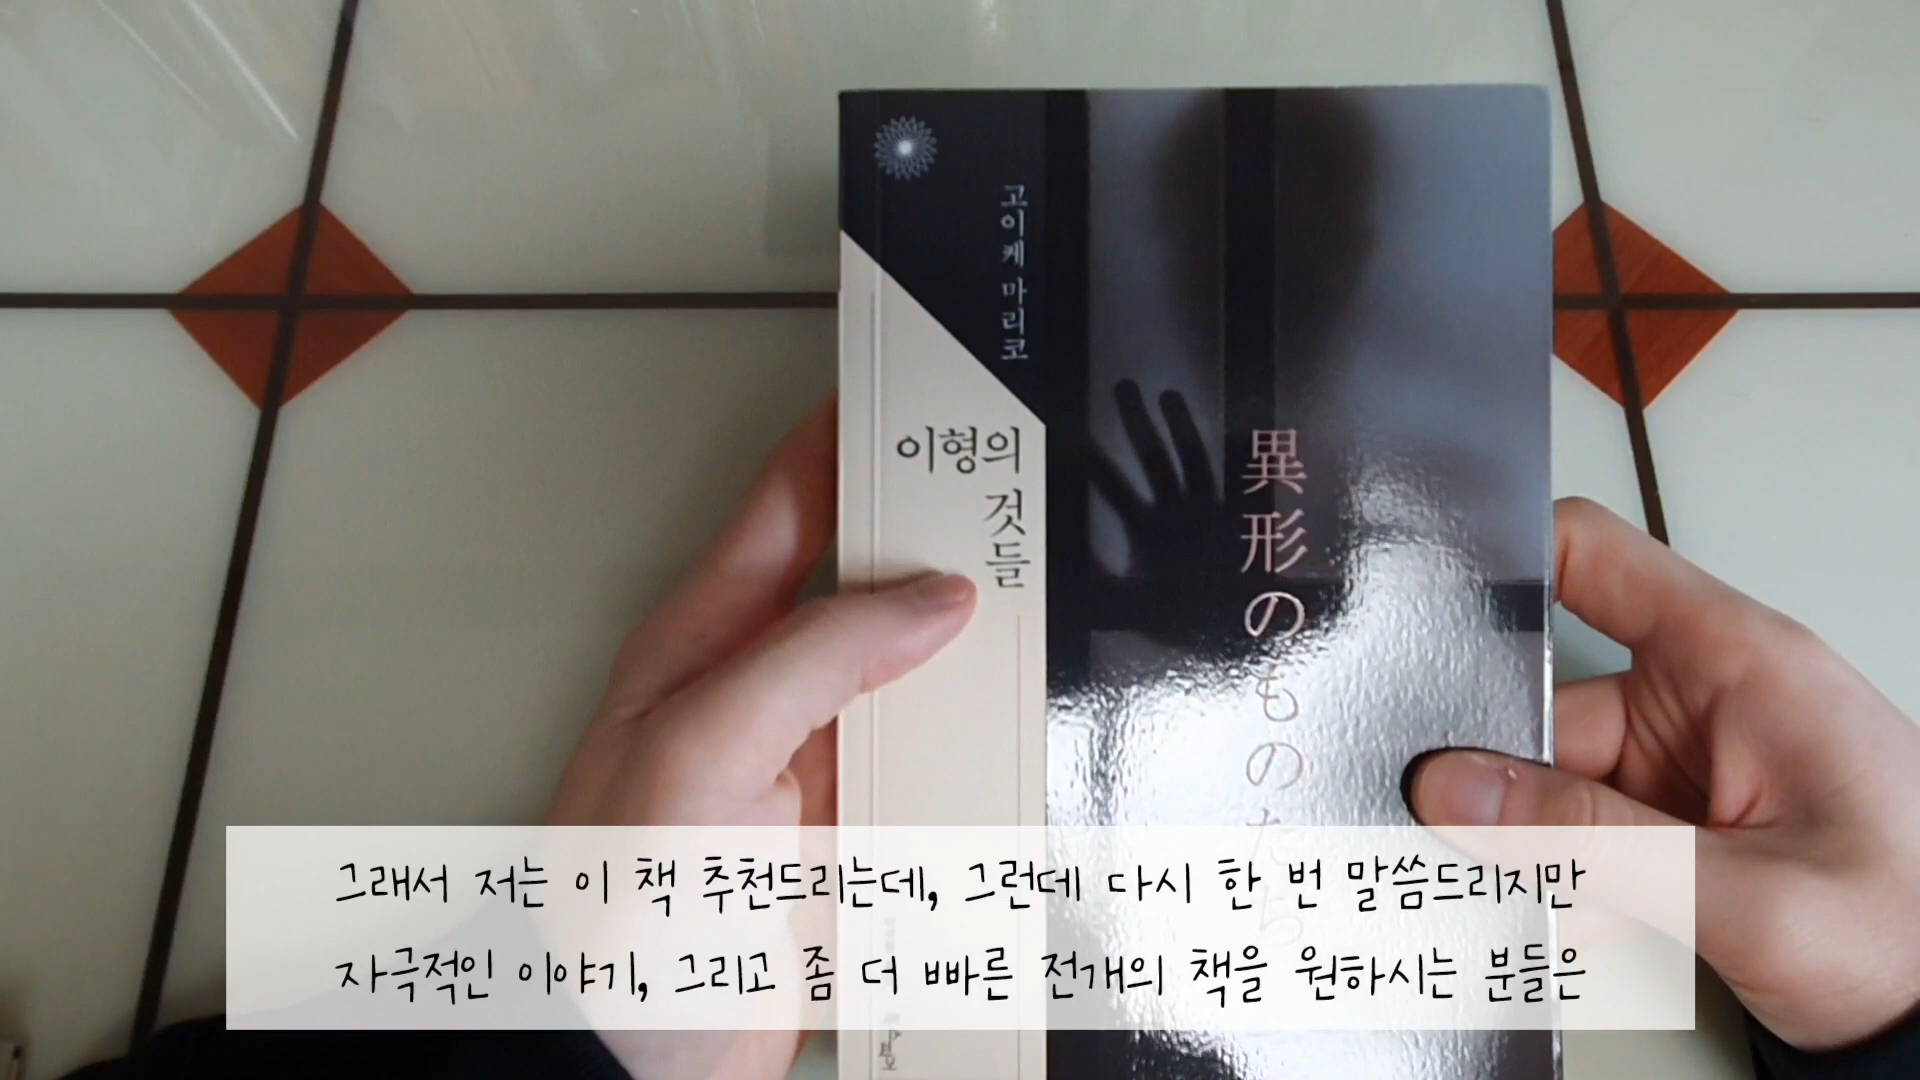 고이케 마리코
이형의
것들
異形のものたち
그래서 저는 이 책 추천드리는데, 그런데 다시 한 번 말씀드리지만
자극적인 이야기, 그리고 좀 더 빠른 전개의 책을 원하시는 분들은